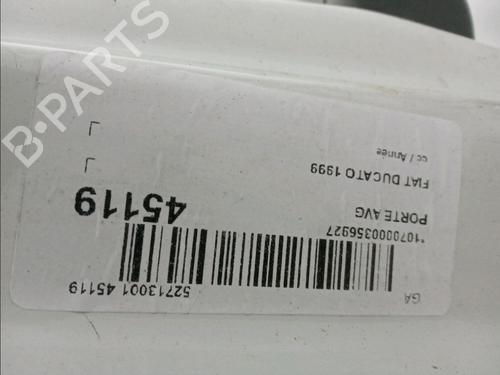 GA
52713001 45119
*1070000356927
PORTE AVG
45119
FIAT DUCATO 1999
cc / Année
B-PARTS